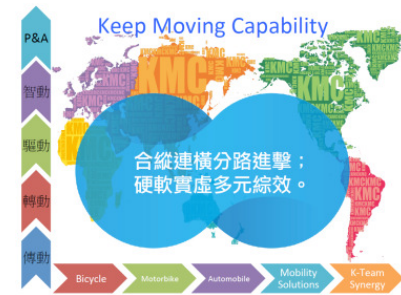 Keep Moving Capability
P&A
智動
驅動
轉動
傳動
KMC
合縱連橫分路進擊；
硬軟實虛多元綜效。
Bicycle
Motorbike
Automobile
Mobility
Solutions
K-Team
Synergy